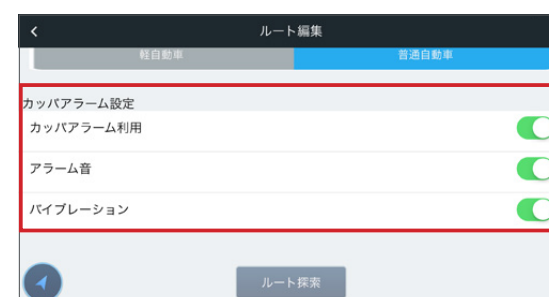 ルート編集
軽自動車 普通自動車
カッパアラーム設定
カッパアラーム利用
アラーム音
バイブレーション
ルート探索